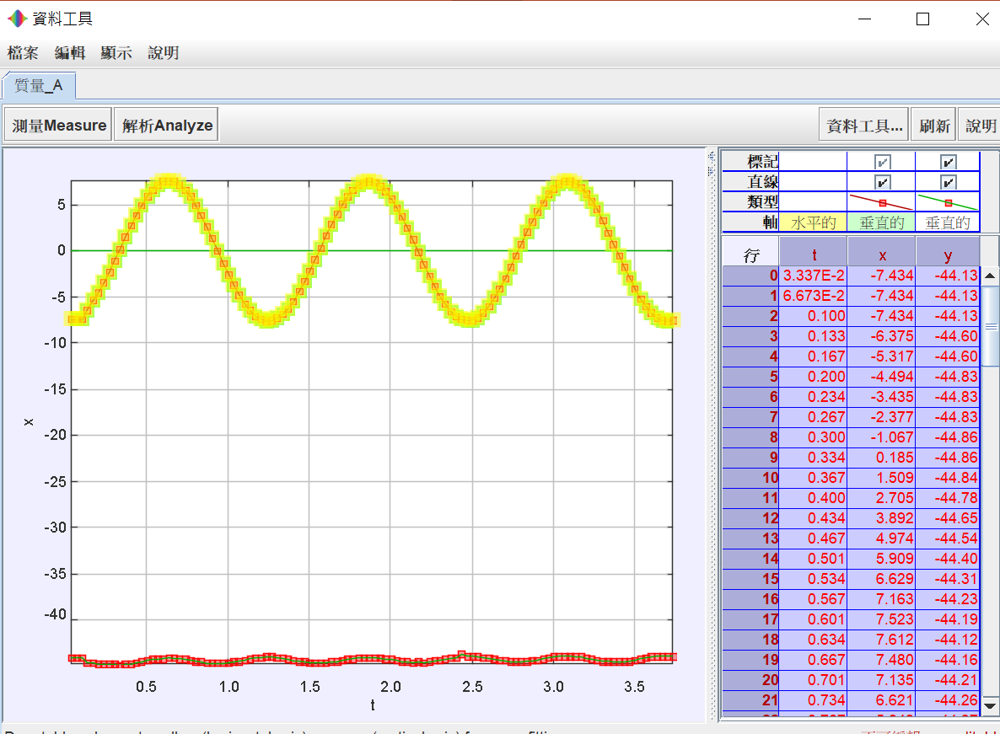 資料工具
檔案 編輯 顯示 說明
質量_A
測量Measure 解析Analyze 資料工具... 刷新 說明
標記
直線
類型
軸 水平的 垂直的 垂直的
行 t x y
0 3.337E-2 -7.434 -44.13
1 6.673E-2 -7.434 -44.13
2 0.100 -7.434 -44.13
3 0.133 -6.375 -44.60
4 0.167 -5.317 -44.60
5 0.200 -4.494 -44.83
6 0.234 -3.435 -44.83
7 0.267 -2.377 -44.83
8 0.300 -1.067 -44.86
9 0.334 0.185 -44.86
10 0.367 1.509 -44.84
11 0.400 2.705 -44.78
12 0.434 3.892 -44.65
13 0.467 4.974 -44.54
14 0.501 5.909 -44.40
15 0.534 6.629 -44.31
16 0.567 7.163 -44.23
17 0.601 7.523 -44.19
18 0.634 7.612 -44.12
19 0.667 7.480 -44.16
20 0.701 7.135 -44.21
21 0.734 6.621 -44.26
5
0
-5
-10
-15
-20
-25
-30
-35
-40
x
0.5 1.0 1.5 2.0 2.5 3.0 3.5
t